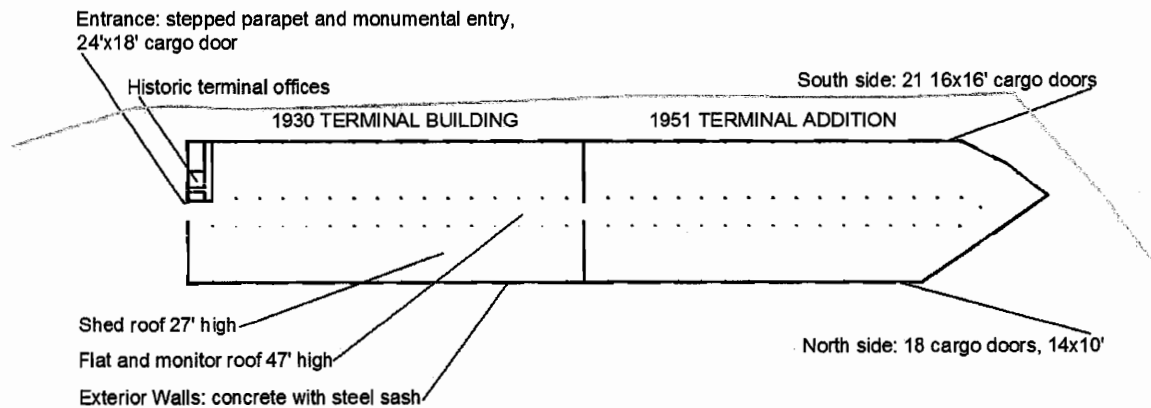 Entrance: stepped parapet and monumental entry,
24'x18' cargo door
Historic terminal offices
South side: 21 16x16' cargo doors
1930 TERMINAL BUILDING
1951 TERMINAL ADDITION
Shed roof 27' high
Flat and monitor roof 47' high
Exterior Walls: concrete with steel sash
North side: 18 cargo doors, 14x10'